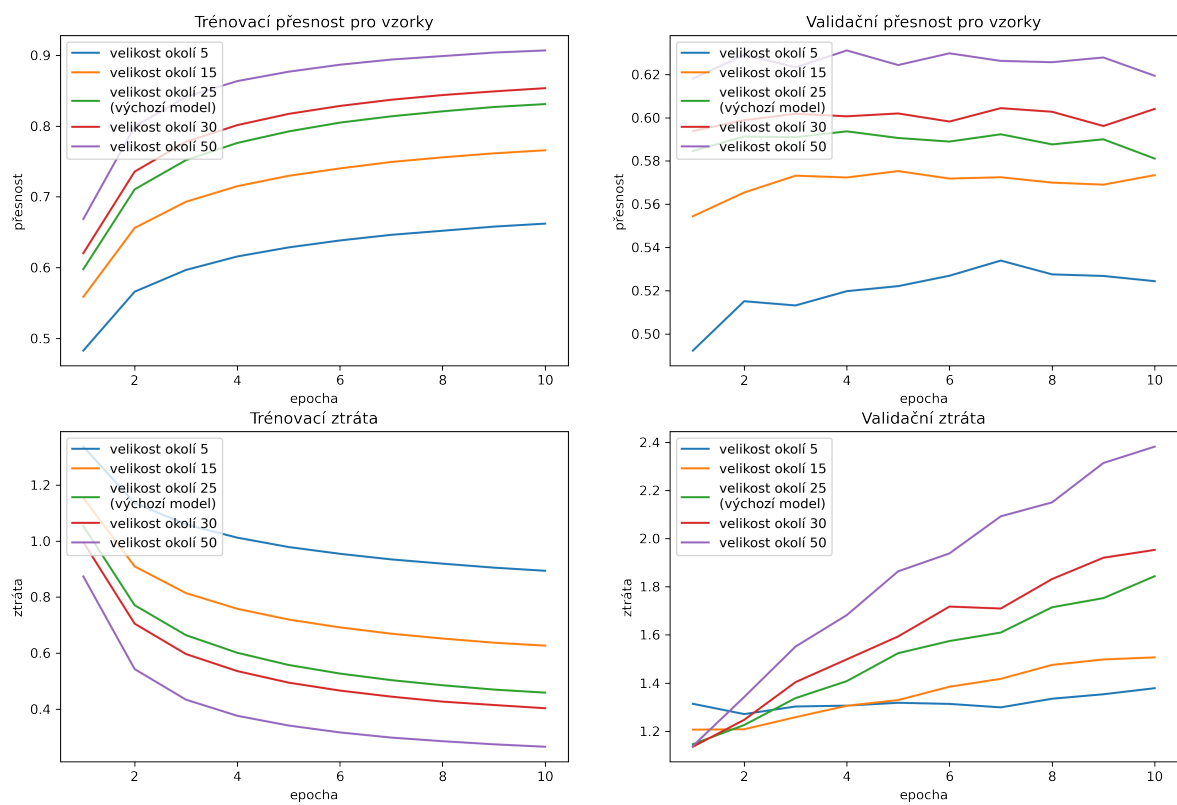 Trénovací přesnost pro vzorky
přesnost
0.9
0.8
0.7
0.6
0.5
velikost okolí 5
velikost okolí 15
velikost okolí 25
(výchozí model)
velikost okolí 30
velikost okolí 50
2 4 6 8 10
epocha
Validační přesnost pro vzorky
přesnost
0.62
0.60
0.58
0.56
0.54
0.52
0.50
velikost okolí 5
velikost okolí 15
velikost okolí 25
(výchozí model)
velikost okolí 30
velikost okolí 50
2 4 6 8 10
epocha
Trénovací ztráta
ztráta
1.2
1.0
0.8
0.6
0.4
velikost okolí 5
velikost okolí 15
velikost okolí 25
(výchozí model)
velikost okolí 30
velikost okolí 50
2 4 6 8 10
epocha
Validační ztráta
ztráta
2.4
2.2
2.0
1.8
1.6
1.4
1.2
velikost okolí 5
velikost okolí 15
velikost okolí 25
(výchozí model)
velikost okolí 30
velikost okolí 50
2 4 6 8 10
epocha